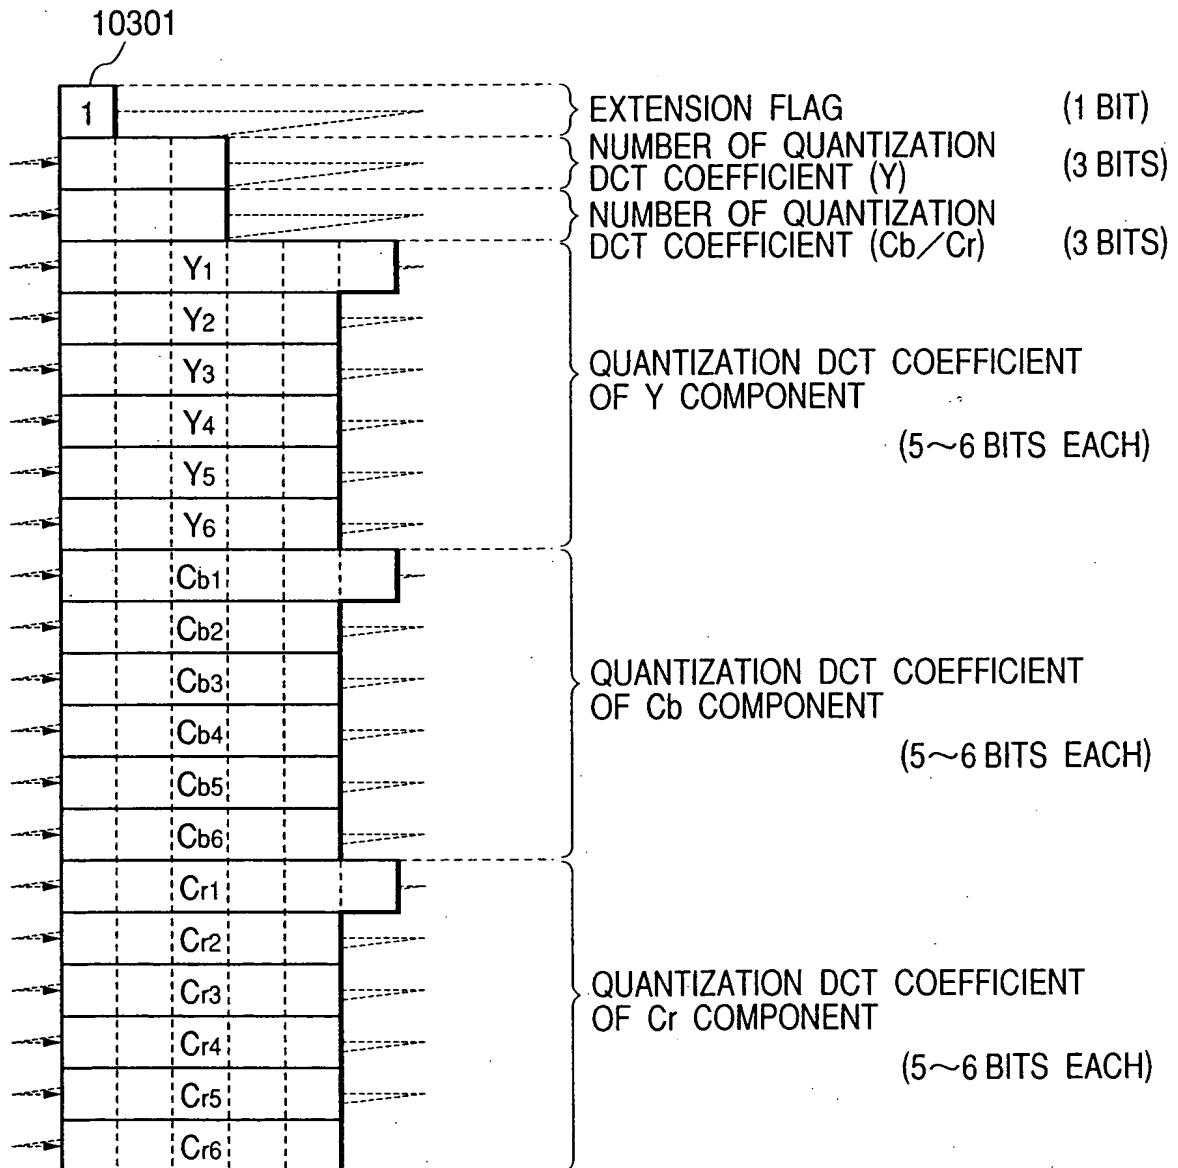 10301
1
EXTENSION FLAG (1 BIT)
NUMBER OF QUANTIZATION
DCT COEFFICIENT (Y) (3 BITS)
NUMBER OF QUANTIZATION
DCT COEFFICIENT (Cb/Cr) (3 BITS)
Y1
Y2
Y3
Y4
Y5
Y6
QUANTIZATION DCT COEFFICIENT
OF Y COMPONENT
(5~6 BITS EACH)
Cb1
Cb2
Cb3
Cb4
Cb5
Cb6
QUANTIZATION DCT COEFFICIENT
OF Cb COMPONENT
(5~6 BITS EACH)
Cr1
Cr2
Cr3
Cr4
Cr5
Cr6
QUANTIZATION DCT COEFFICIENT
OF Cr COMPONENT
(5~6 BITS EACH)